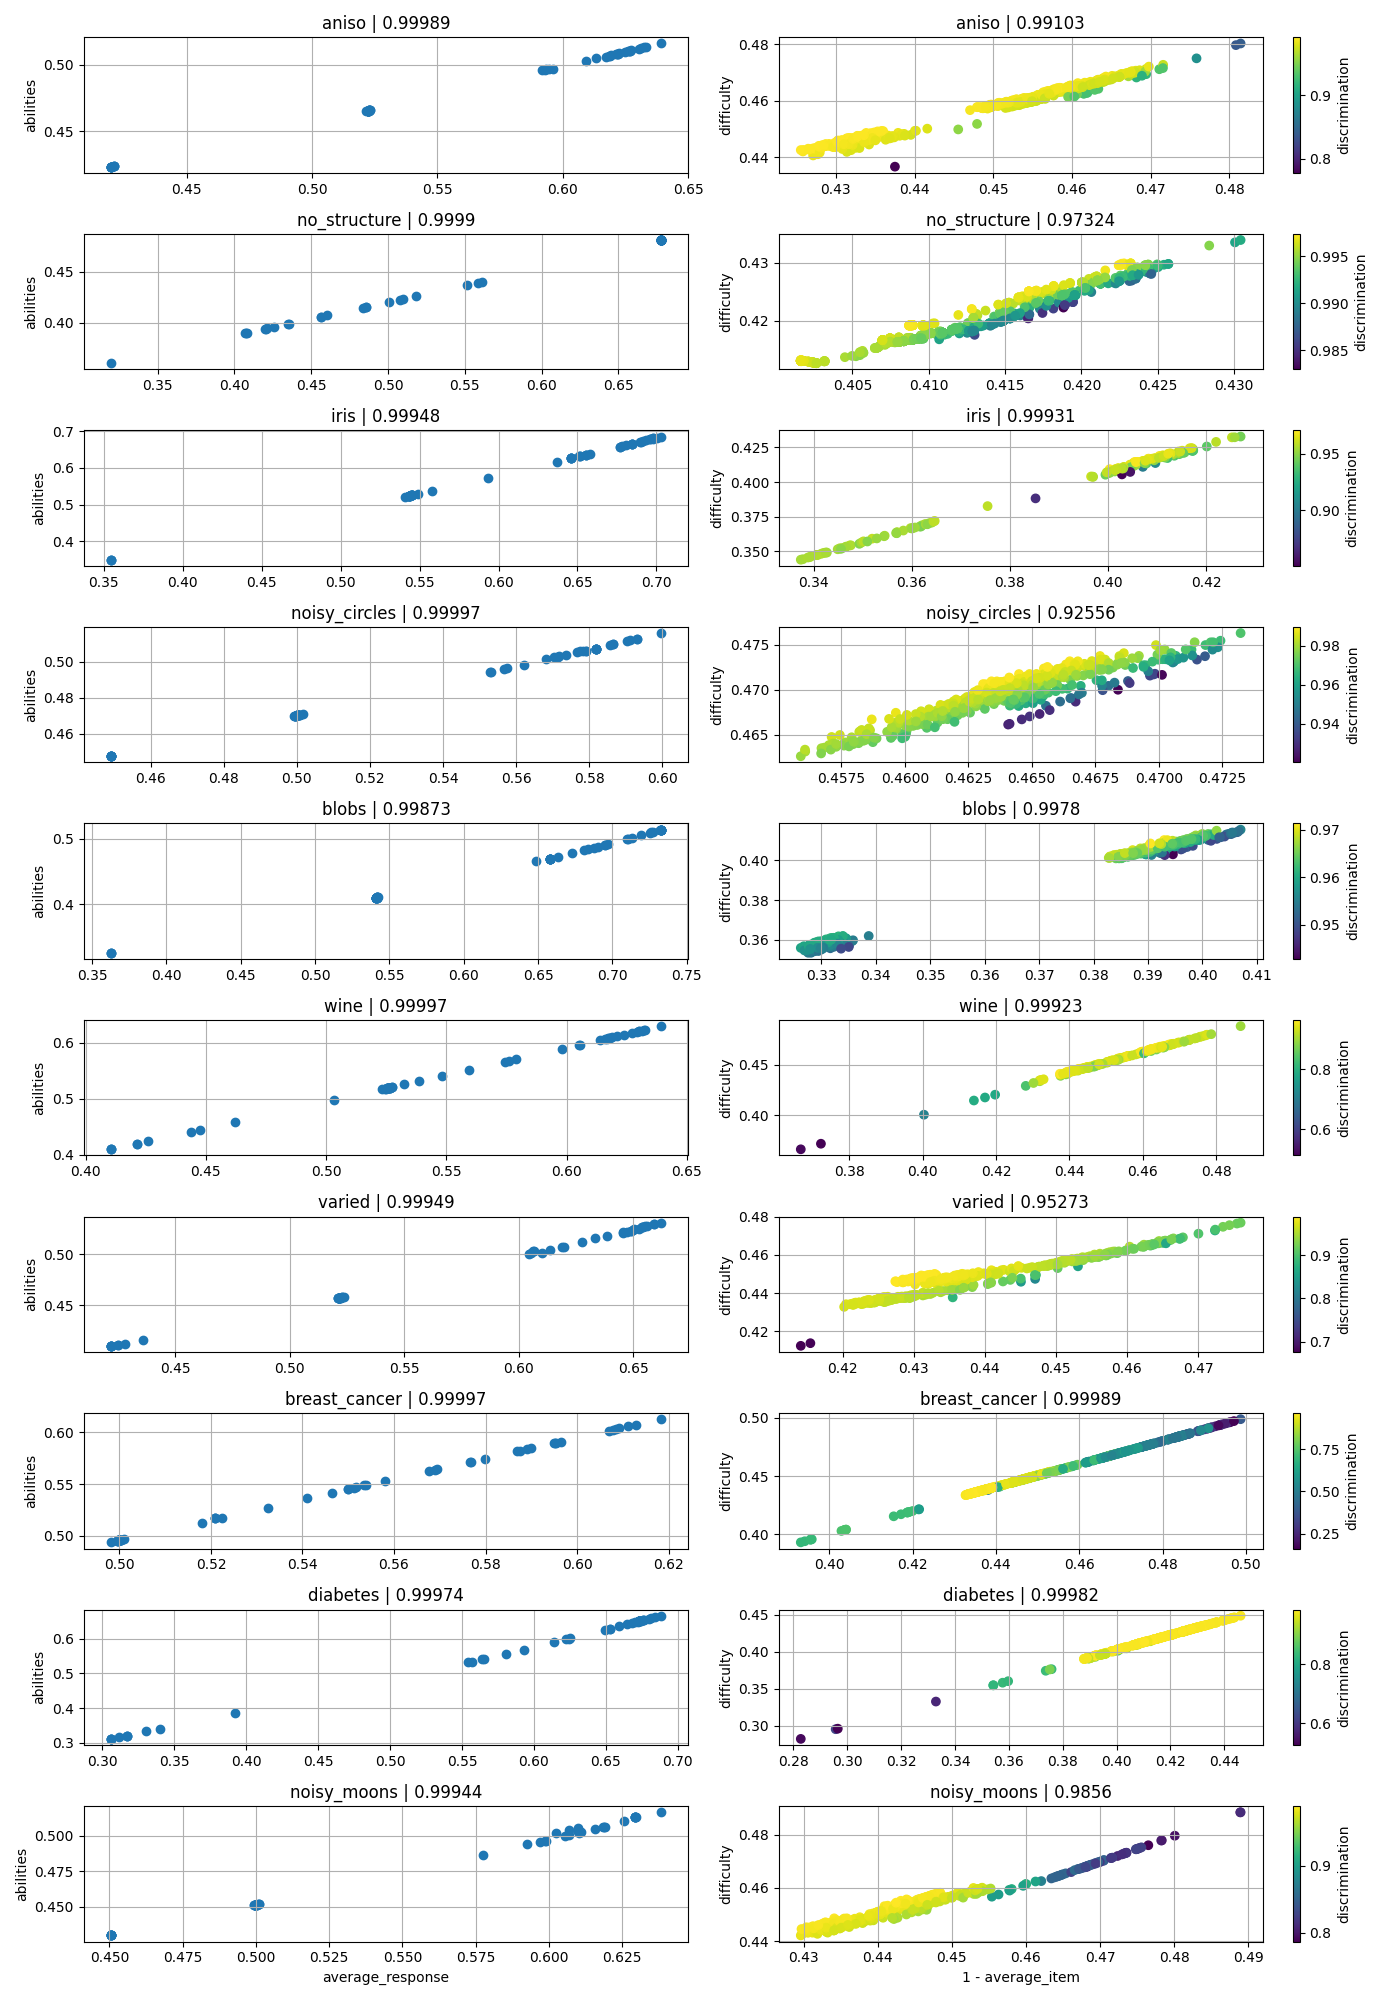 aniso | 0.99989
abilities
0.50
0.45
0.45 0.50 0.55 0.60 0.65
aniso | 0.99103
difficulty
0.48
0.46
0.44
0.43 0.44 0.45 0.46 0.47 0.48
0.9
0.8
discrimination
no_structure | 0.9999
abilities
0.45
0.40
0.35 0.40 0.45 0.50 0.55 0.60 0.65
no_structure | 0.97324
difficulty
0.43
0.42
0.405 0.410 0.415 0.420 0.425 0.430
0.995
0.990
0.985
discrimination
iris | 0.99948
abilities
0.7
0.6
0.5
0.4
0.35 0.40 0.45 0.50 0.55 0.60 0.65 0.70
iris | 0.99931
difficulty
0.425
0.400
0.375
0.350
0.34 0.36 0.38 0.40 0.42
0.95
0.90
discrimination
noisy_circles | 0.99997
abilities
0.50
0.48
0.46
0.46 0.48 0.50 0.52 0.54 0.56 0.58 0.60
noisy_circles | 0.92556
difficulty
0.475
0.470
0.465
0.4575 0.4600 0.4625 0.4650 0.4675 0.4700 0.4725
0.98
0.96
0.94
discrimination
blobs | 0.99873
abilities
0.5
0.4
0.35 0.40 0.45 0.50 0.55 0.60 0.65 0.70 0.75
blobs | 0.9978
difficulty
0.40
0.38
0.36
0.33 0.34 0.35 0.36 0.37 0.38 0.39 0.40 0.41
0.97
0.96
0.95
discrimination
wine | 0.99997
abilities
0.6
0.5
0.4
0.40 0.45 0.50 0.55 0.60 0.65
wine | 0.99923
difficulty
0.45
0.40
0.38 0.40 0.42 0.44 0.46 0.48
0.8
0.6
discrimination
varied | 0.99949
abilities
0.50
0.45
0.45 0.50 0.55 0.60 0.65
varied | 0.95273
difficulty
0.48
0.46
0.44
0.42
0.42 0.43 0.44 0.45 0.46 0.47
0.9
0.8
0.7
discrimination
breast_cancer | 0.99997
abilities
0.60
0.55
0.50
0.50 0.52 0.54 0.56 0.58 0.60 0.62
breast_cancer | 0.99989
difficulty
0.50
0.45
0.40
0.40 0.42 0.44 0.46 0.48 0.50
0.75
0.50
0.25
discrimination
diabetes | 0.99974
abilities
0.6
0.5
0.4
0.3
0.30 0.35 0.40 0.45 0.50 0.55 0.60 0.65 0.70
diabetes | 0.99982
difficulty
0.45
0.40
0.35
0.30
0.28 0.30 0.32 0.34 0.36 0.38 0.40 0.42 0.44
0.8
0.6
discrimination
noisy_moons | 0.99944
abilities
0.500
0.475
0.450
0.450 0.475 0.500 0.525 0.550 0.575 0.600 0.625
average_response
noisy_moons | 0.9856
difficulty
0.48
0.46
0.44
0.43 0.44 0.45 0.46 0.47 0.48 0.49
1 - average_item
0.9
0.8
discrimination